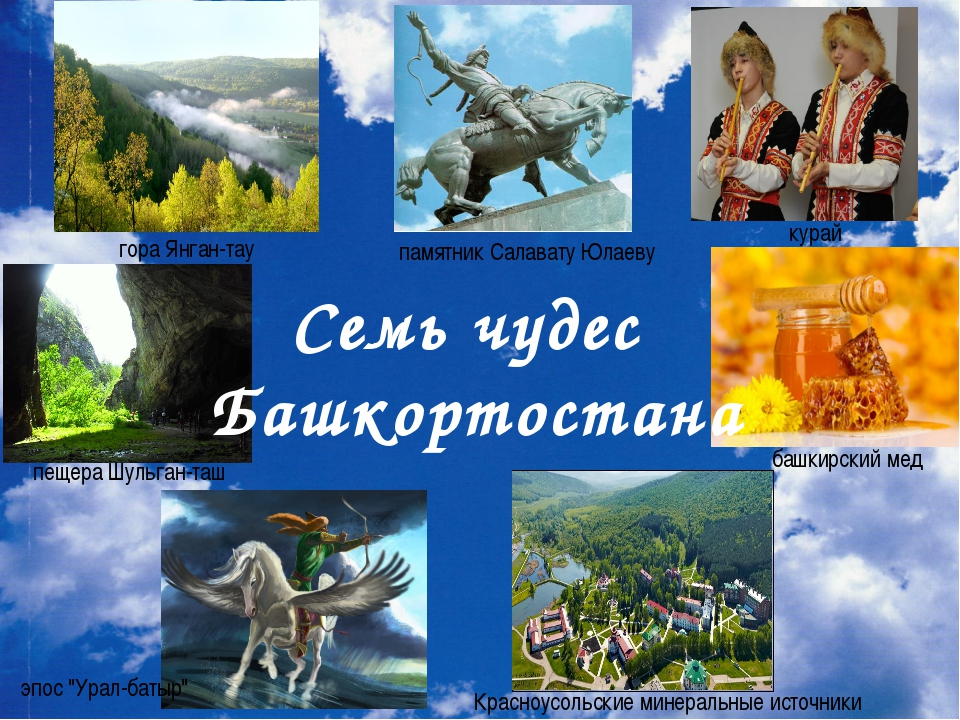 гора Янган-тау
памятник Салавату Юлаеву
курай
Семь чудес
Башкортостана
пещера Шульган-таш
башкирский мед
эпос "Урал-батыр"
Красноусольские минеральные источники